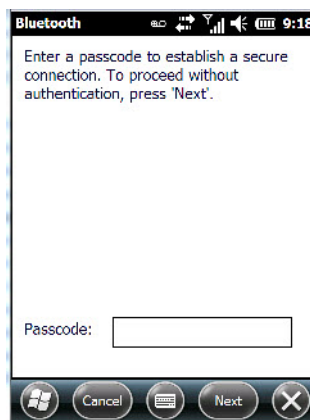 Bluetooth 9:18
Enter a passcode to establish a secure
connection. To proceed without
authentication, press 'Next'.
Passcode:
Cancel Next